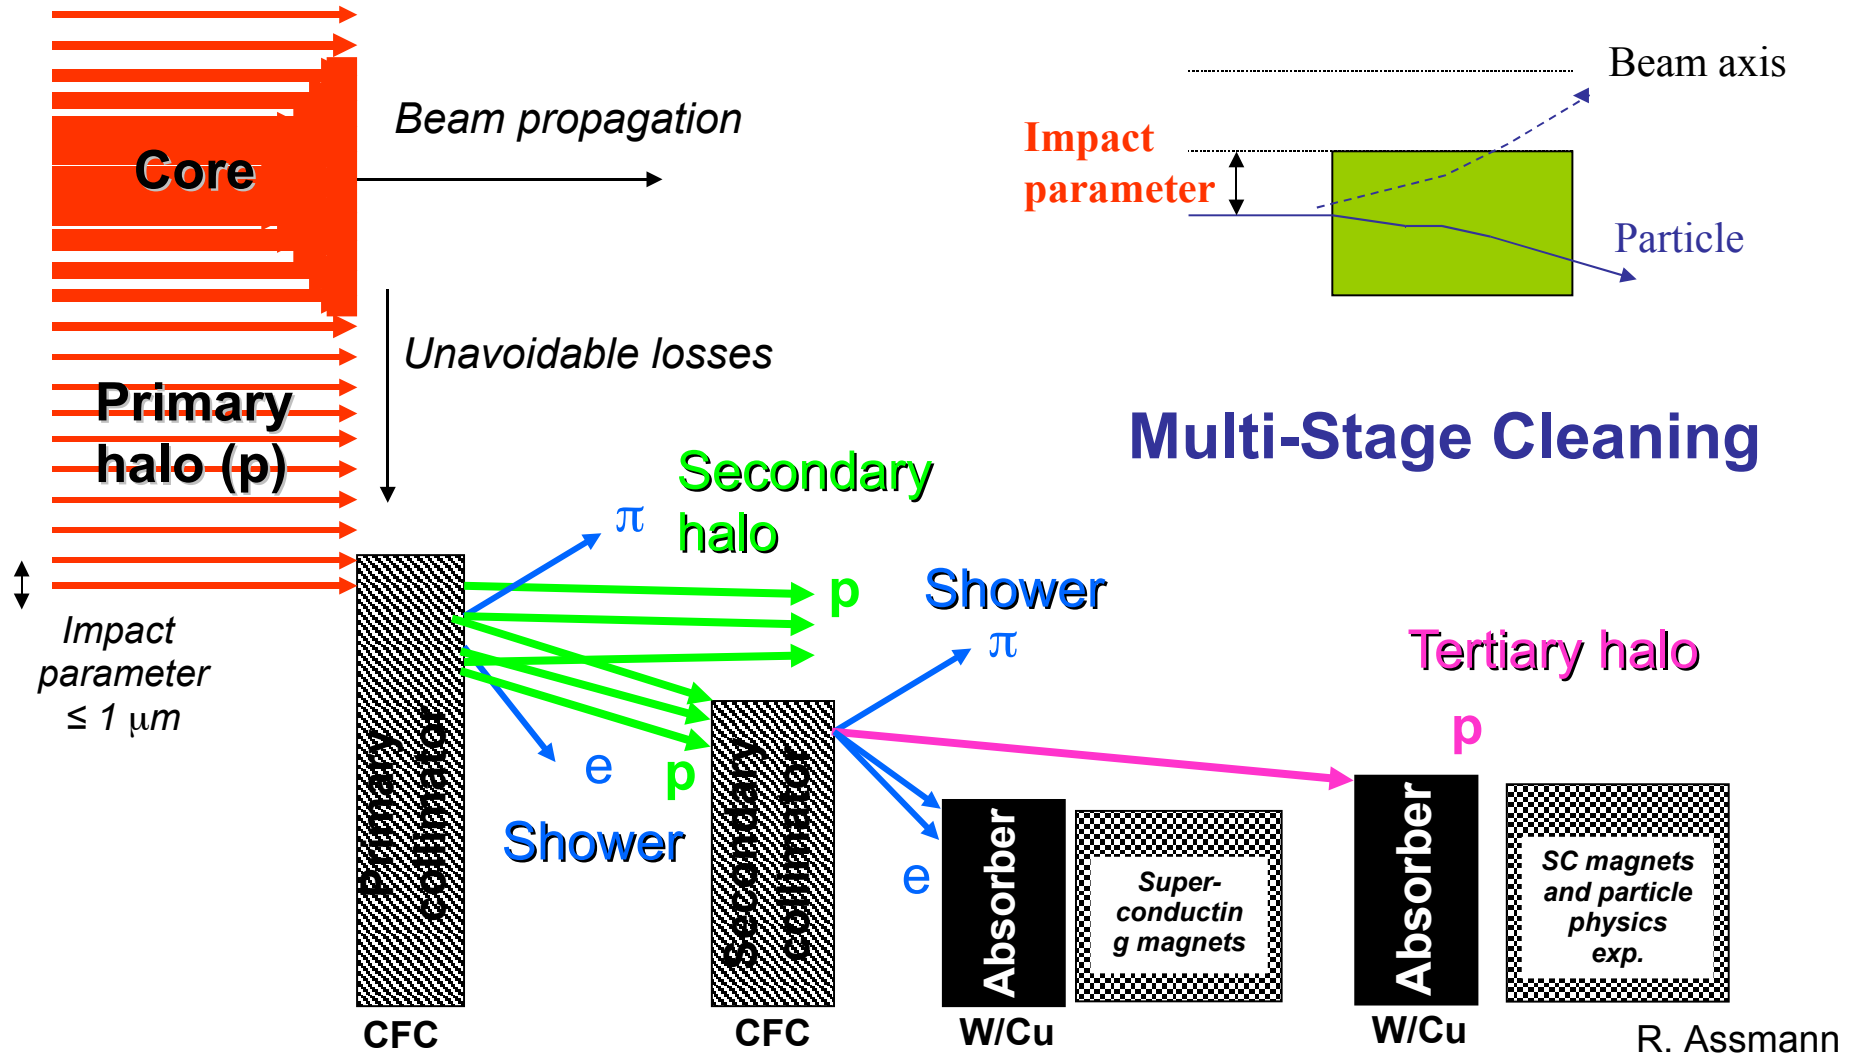 Core
Beam propagation
Beam axis
Impact
parameter
Particle
Unavoidable losses
Primary
halo (p)
Multi-Stage Cleaning
Secondary
halo
π
p
Shower
π
Impact
parameter
≤ 1 μm
Tertiary halo
p
e
p
Shower
e
Primary
collimator
Secondary
collimator
Absorber
Super-
conductin
g magnets
Absorber
SC magnets
and particle
physics
exp.
CFC
CFC
W/Cu
W/Cu
R. Assmann